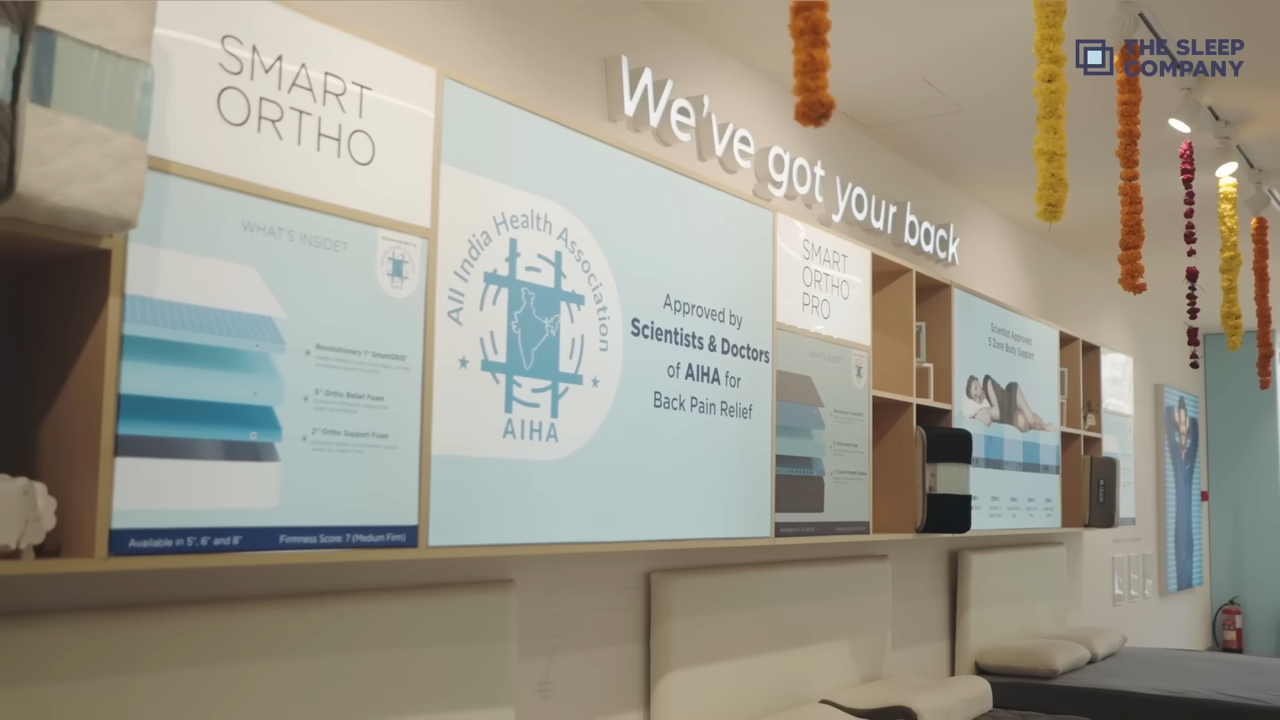 THE SLEEP
COMPANY
We've got your back
SMART
ORTHO
WHAT'S INSIDE?
Revolutionary 1" SmartGRID
5" Ortho Relief Foam
2" Ortho Support Foam
Available in 5", 6" and 8"
Firmness Score: 7 (Medium Firm)
All India Health Association
AIHA
Approved by
Scientists & Doctors
of AIHA for
Back Pain Relief
SMART
ORTHO
PRO
WHAT'S INSIDE?
Scientist Approved
5 Zone Body Support